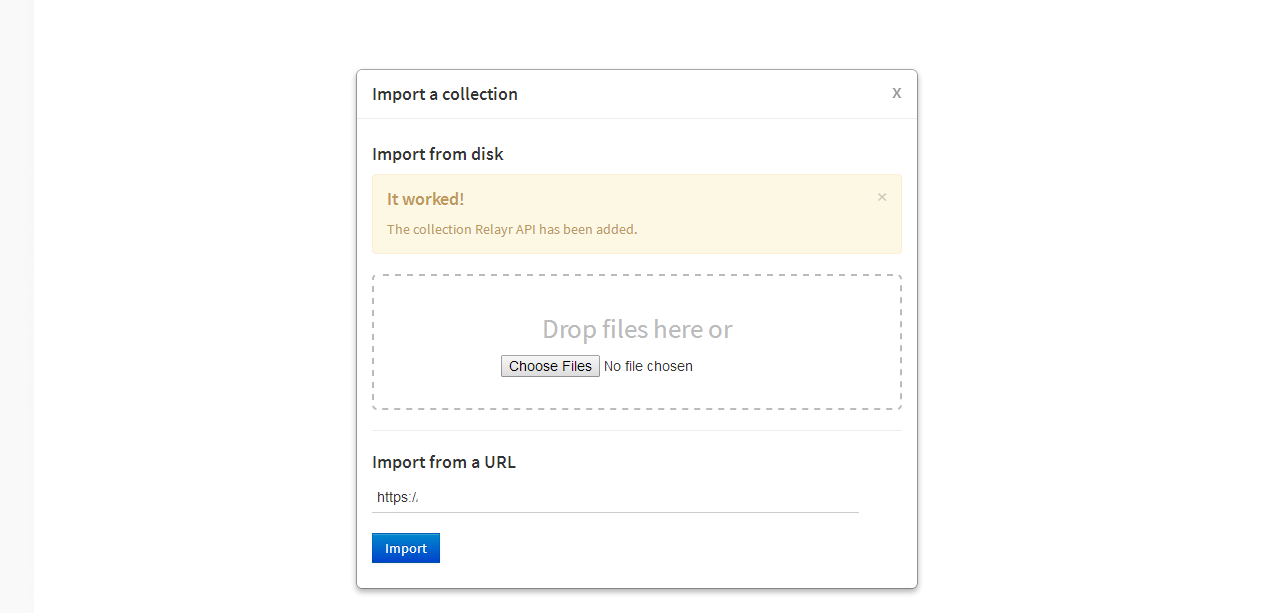 Import a collection X
Import from disk
It worked! ×
The collection Relayr API has been added.
Drop files here or
Choose Files No file chosen
Import from a URL
https:/
Import